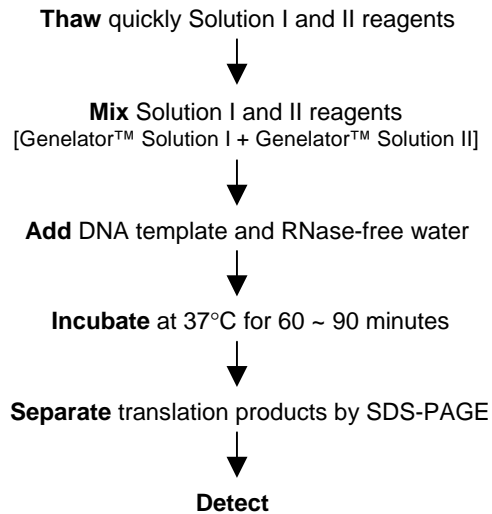 Thaw quickly Solution I and II reagents
Mix Solution I and II reagents
[Genelator™ Solution I + Genelator™ Solution II]
Add DNA template and RNase-free water
Incubate at 37°C for 60 ~ 90 minutes
Separate translation products by SDS-PAGE
Detect